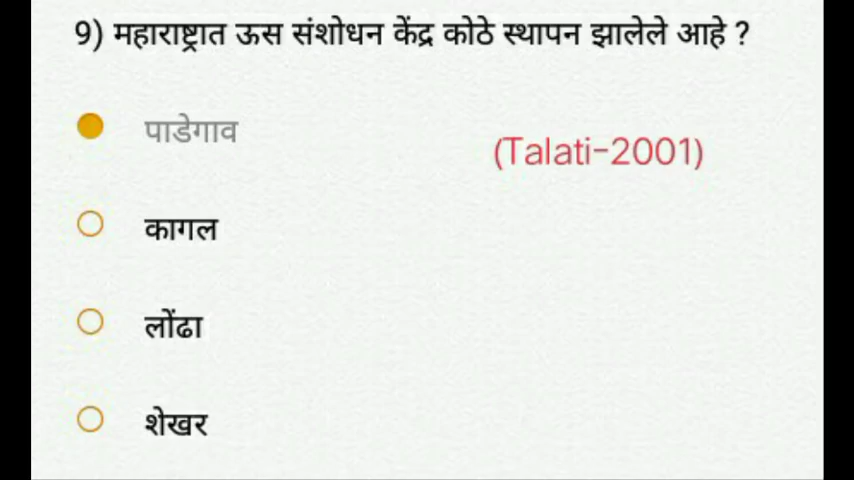 9) महाराष्ट्रात ऊस संशोधन केंद्र कोठे स्थापन झालेले आहे ?
पाडेगाव
(Talati-2001)
कागल
लोंढा
शेखर